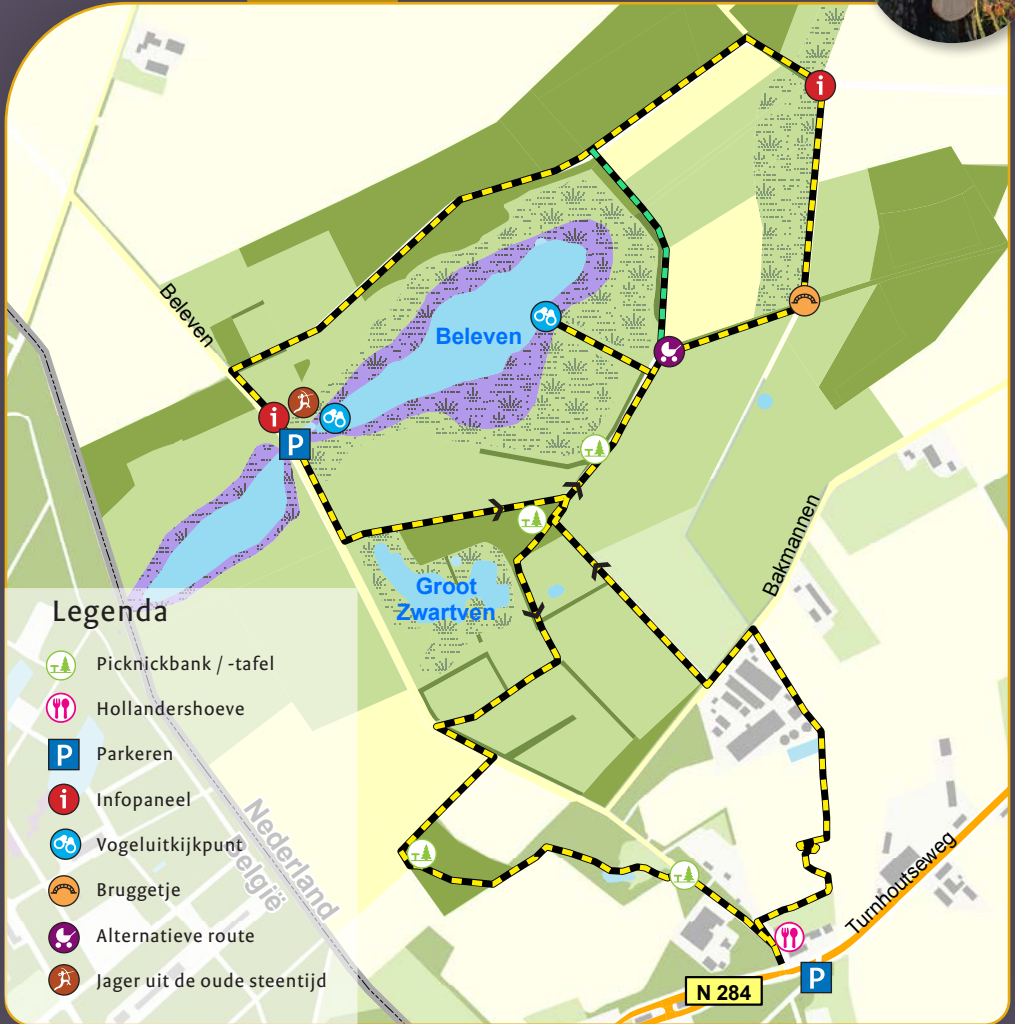 Beleven
Beleven
Groot
Zwartven
Bakmannen
Turnhoutseweg
N 284
P
P
i
i
Nederland
België
Legenda
Picknickbank / -tafel
Hollandershoeve
P Parkeren
i Infopaneel
Vogeluitkijkpunt
Bruggetje
Alternatieve route
Jager uit de oude steentijd